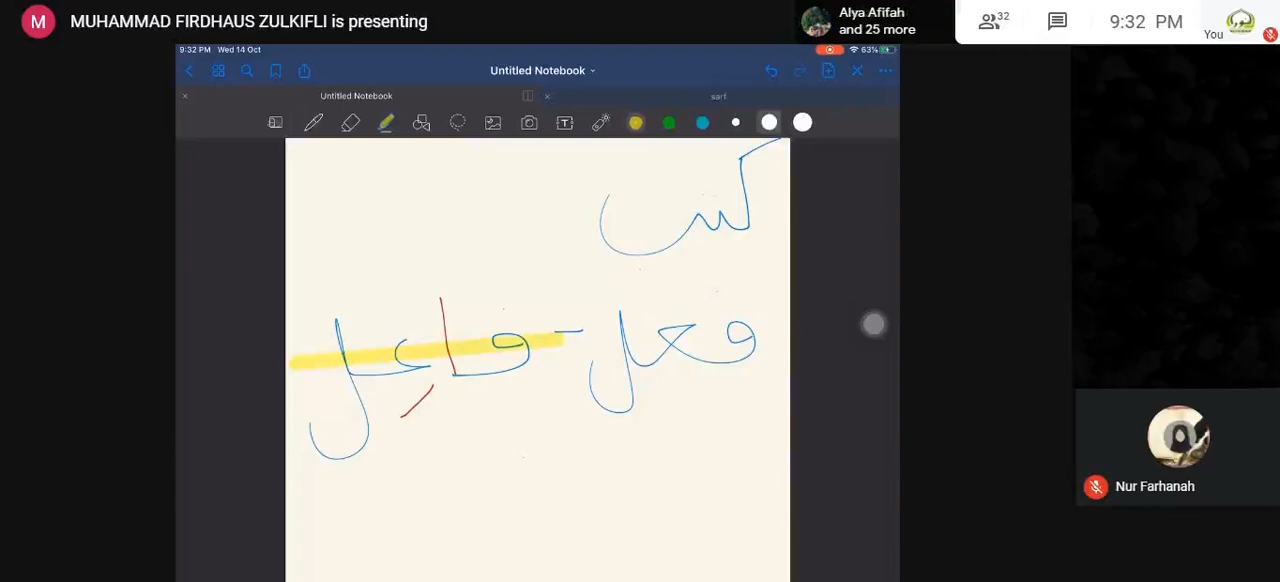 M MUHAMMAD FIRDHAUS ZULKIFLI is presenting
Alya Afifah
and 25 more
32
9:32 PM
You
9:32 PM Wed 14 Oct
63%
Untitled Notebook
Untitled Notebook
sarf
T
فعل - فاعل
Nur Farhanah